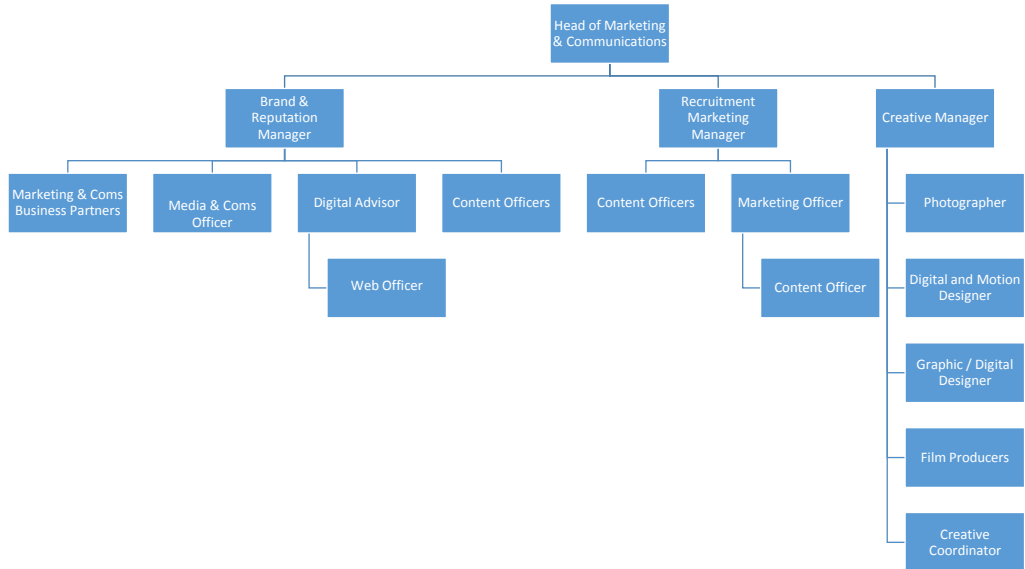 Head of Marketing
& Communications
Brand &
Reputation
Manager
Recruitment
Marketing
Manager
Creative Manager
Marketing & Coms
Business Partners
Media & Coms
Officer
Digital Advisor
Content Officers
Content Officers
Marketing Officer
Photographer
Web Officer
Content Officer
Digital and Motion
Designer
Graphic / Digital
Designer
Film Producers
Creative
Coordinator